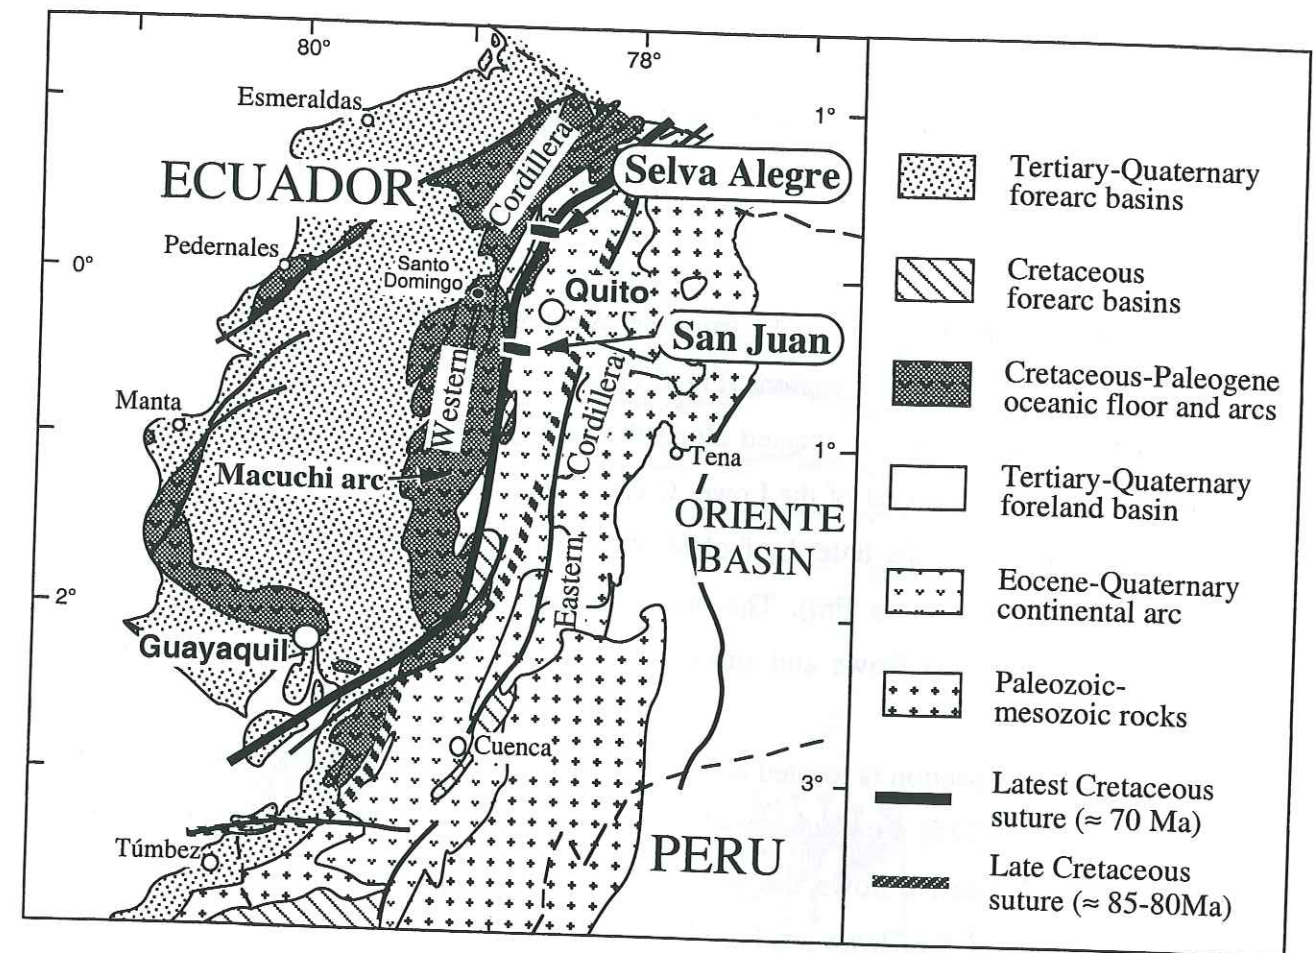 80°
78°
Esmeraldas
1°
ECUADOR
Cordillera
Selva Alegre
Pedernales
0°
Santo
Domingo
Quito
San Juan
Western
Cordillera
Manta
Macuchi arc
Tena
1°
ORIENTE
BASIN
Eastern
2°
Guayaquil
Cuenca
3°
Túmbez
PERU
Tertiary-Quaternary
forearc basins
Cretaceous
forearc basins
Cretaceous-Paleogene
oceanic floor and arcs
Tertiary-Quaternary
foreland basin
Eocene-Quaternary
continental arc
Paleozoic-
mesozoic rocks
Latest Cretaceous
suture (≈ 70 Ma)
Late Cretaceous
suture (≈ 85-80Ma)